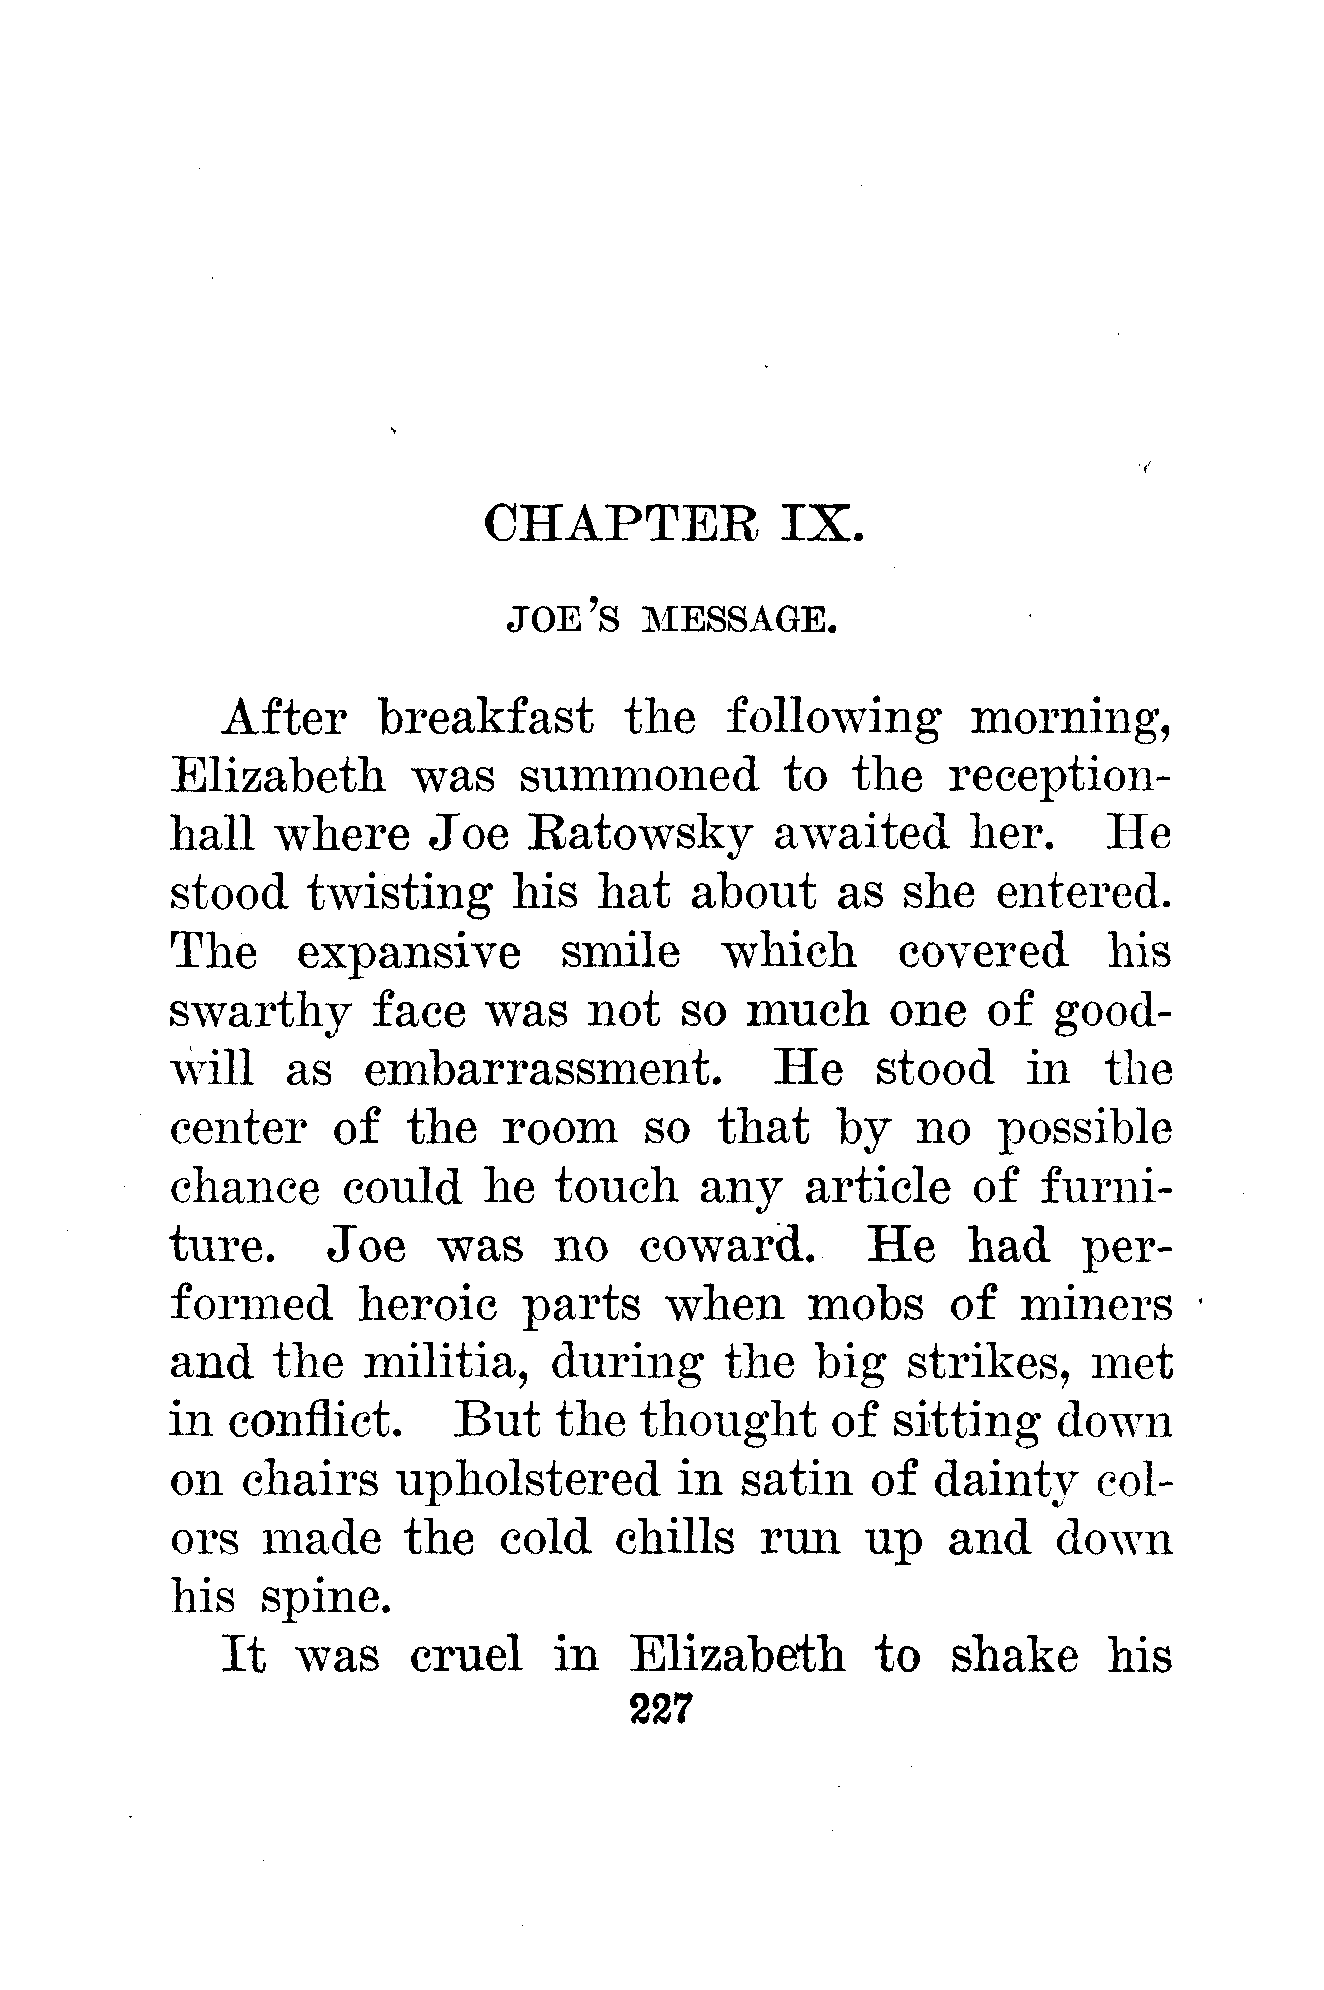 CHAPTER IX.
JOE'S MESSAGE.
After breakfast the following morning,
Elizabeth was summoned to the reception-
hall where Joe Ratowsky awaited her. He
stood twisting his hat about as she entered.
The expansive smile which covered his
swarthy face was not so much one of good-
will as embarrassment. He stood in the
center of the room so that by no possible
chance could he touch any article of furni-
ture. Joe was no coward. He had per-
formed heroic parts when mobs of miners
and the militia, during the big strikes, met
in conflict. But the thought of sitting down
on chairs upholstered in satin of dainty col-
ors made the cold chills run up and down
his spine.
It was cruel in Elizabeth to shake his
227